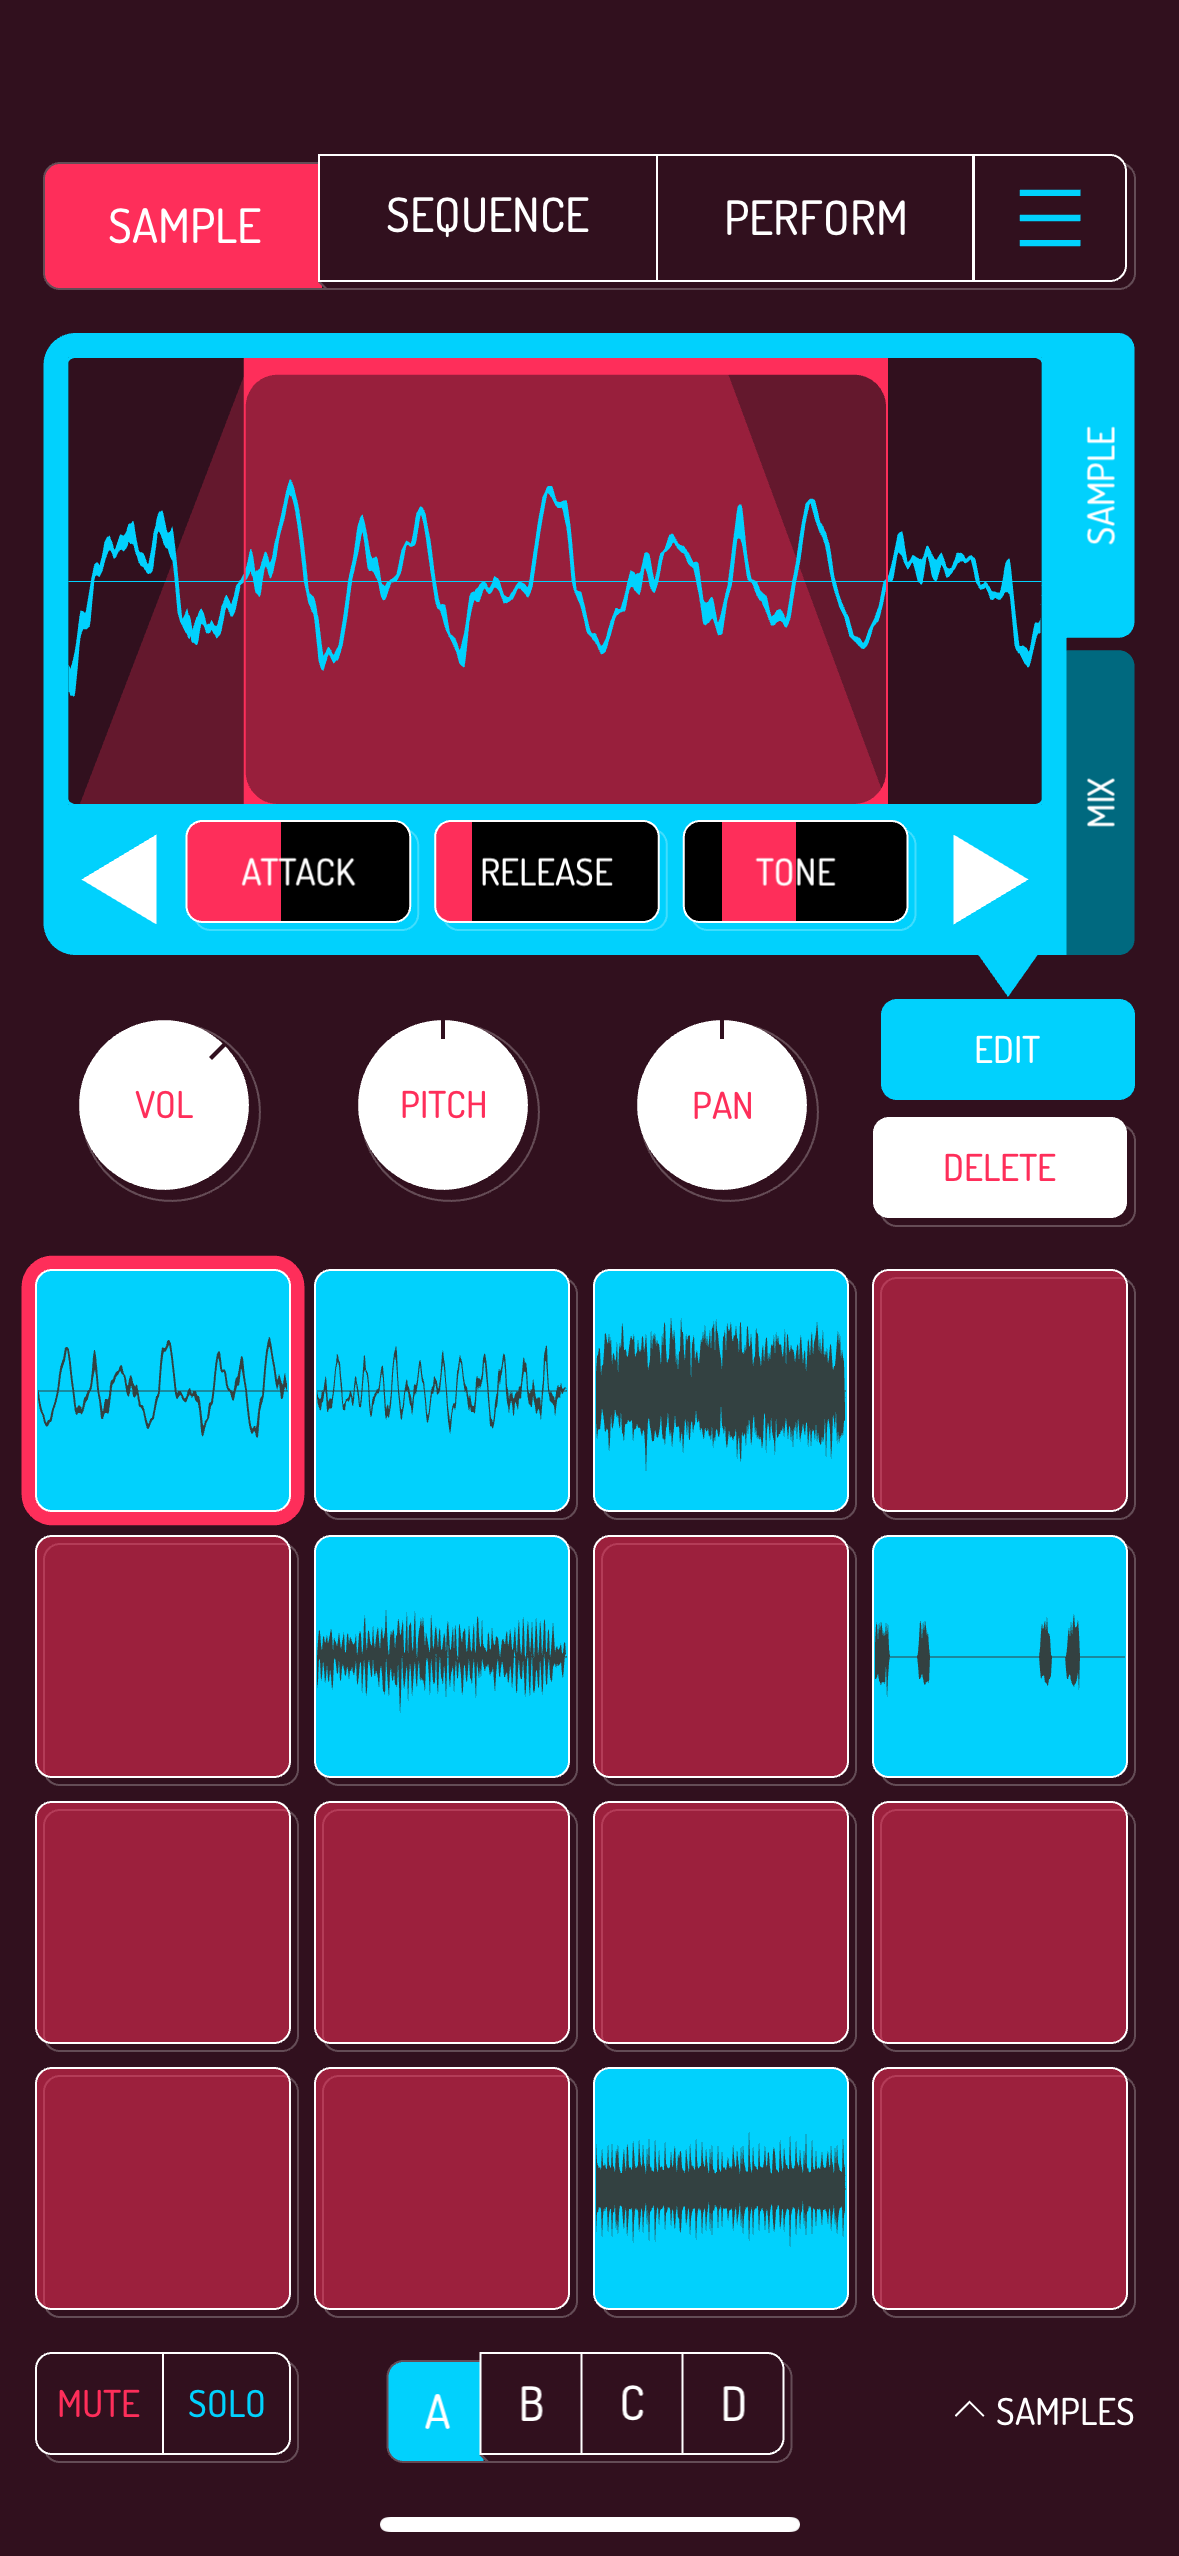 SAMPLE SEQUENCE PERFORM
SAMPLE
MIX
ATTACK RELEASE TONE
VOL PITCH PAN EDIT
DELETE
MUTE SOLO A B C D SAMPLES